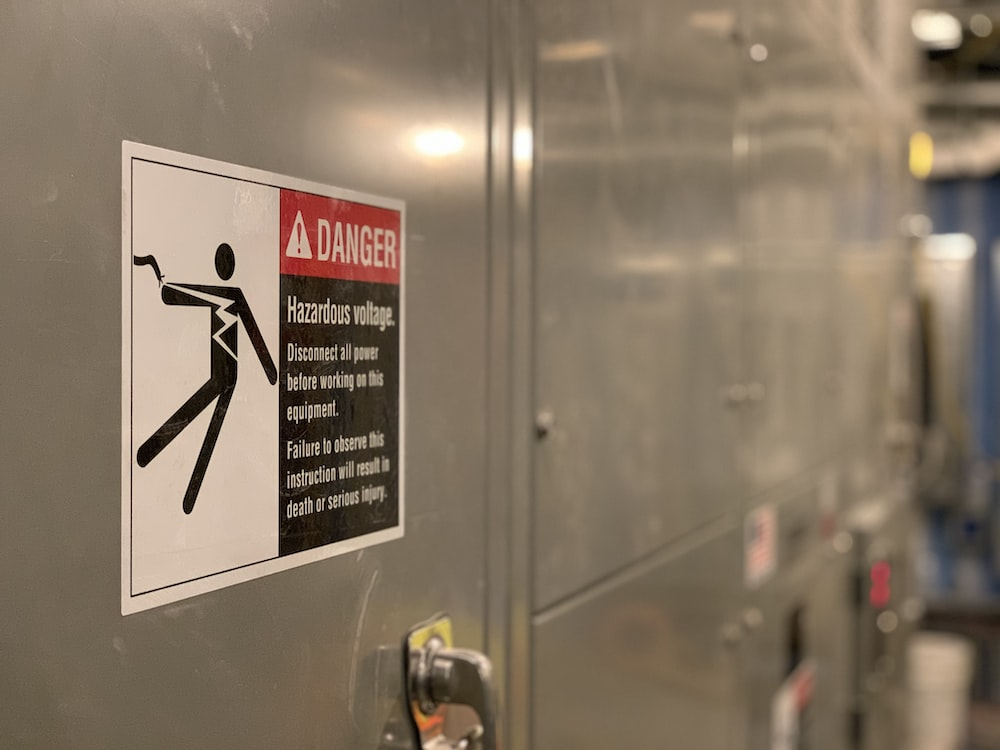 DANGER
Hazardous voltage.
Disconnect all power
before working on this
equipment.
Failure to observe this
instruction will result in
death or serious injury.